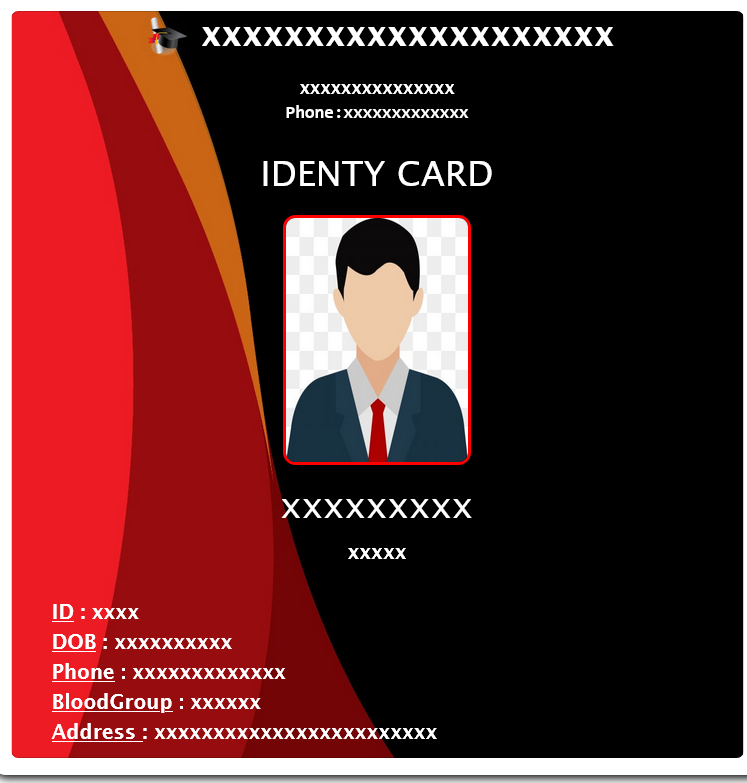 xxxxxxxxxxxxxxxxxxxx
xxxxxxxxxxxxxxx
Phone:xxxxxxxxxxxxx
IDENTY CARD
xxxxxxxxx
xxxxx
ID : xxxx
DOB : xxxxxxxxxx
Phone : xxxxxxxxxxxxx
BloodGroup : xxxxxx
Address : xxxxxxxxxxxxxxxxxxxxxxxx